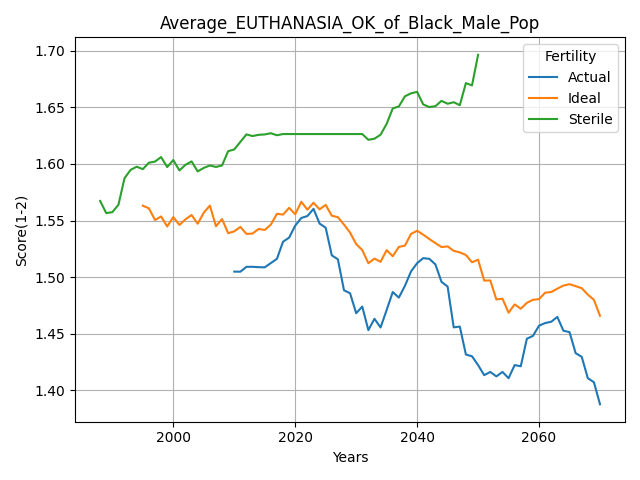 Average_EUTHANASIA_OK_of_Black_Male_Pop
Fertility
Actual
Ideal
Sterile
Score(1-2)
1.70
1.65
1.60
1.55
1.50
1.45
1.40
2000 2020 2040 2060
Years